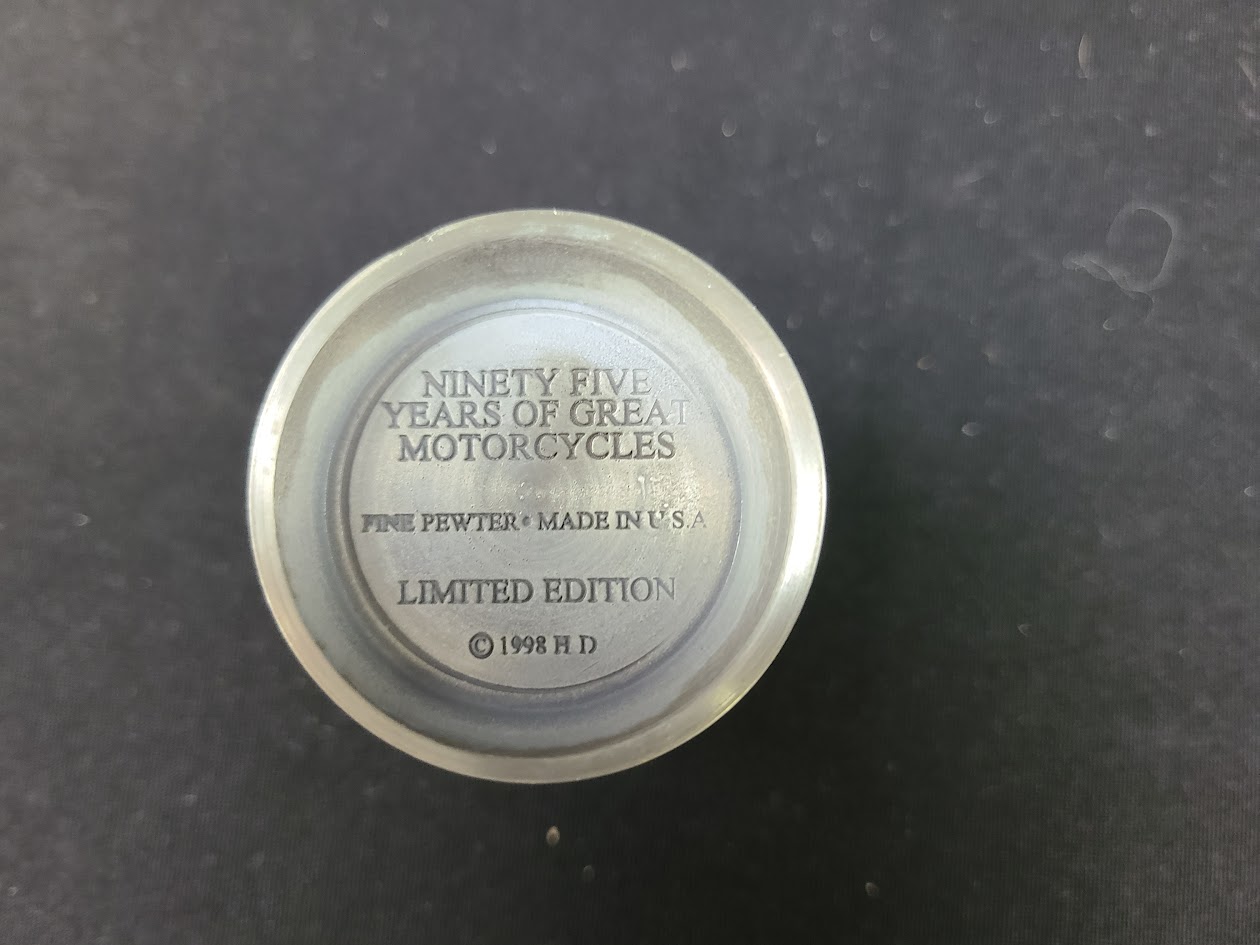 NINETY FIVE
YEARS OF GREAT
MOTORCYCLES
FINE PEWTER • MADE IN U.S.A
LIMITED EDITION
© 1998 H D